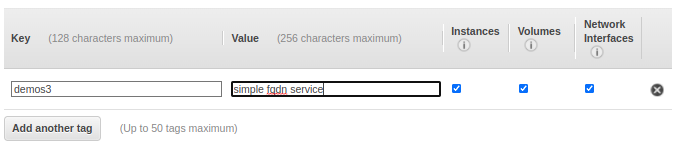 Key (128 characters maximum) Value (256 characters maximum) Instances Volumes Network Interfaces
demos3 simple fqdn service
Add another tag (Up to 50 tags maximum)